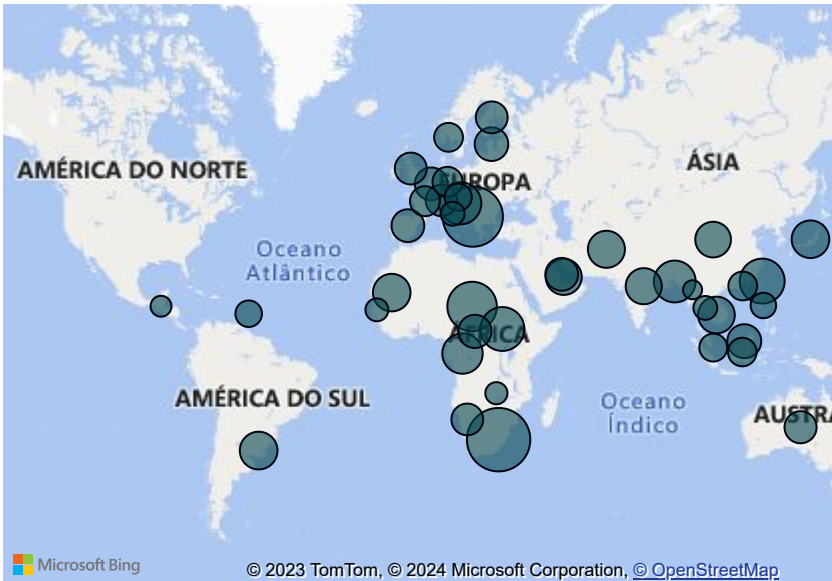 AMÉRICA DO NORTE
EUROPA
ÁSIA
Oceano
Atlântico
ÁFRICA
AMÉRICA DO SUL
Oceano
Índico
AUSTRA
Microsoft Bing
© 2023 TomTom, © 2024 Microsoft Corporation, © OpenStreetMap